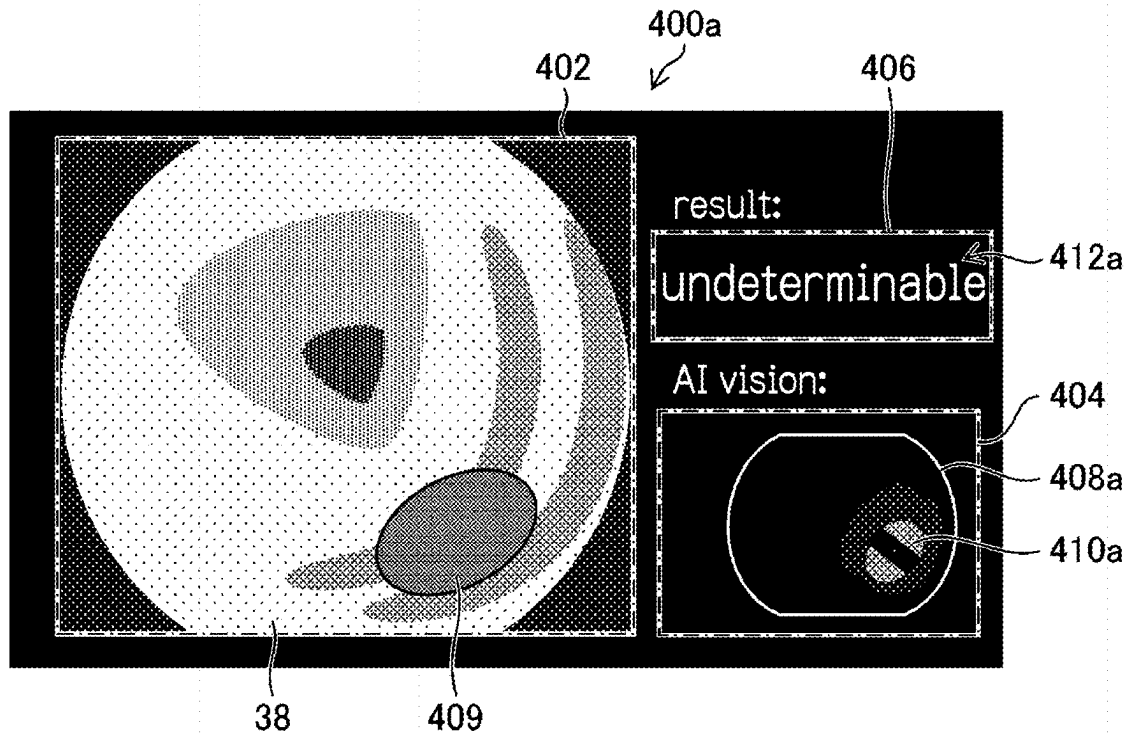 400a
402
406
result:
412a
undeterminable
AI vision:
404
408a
410a
38
409